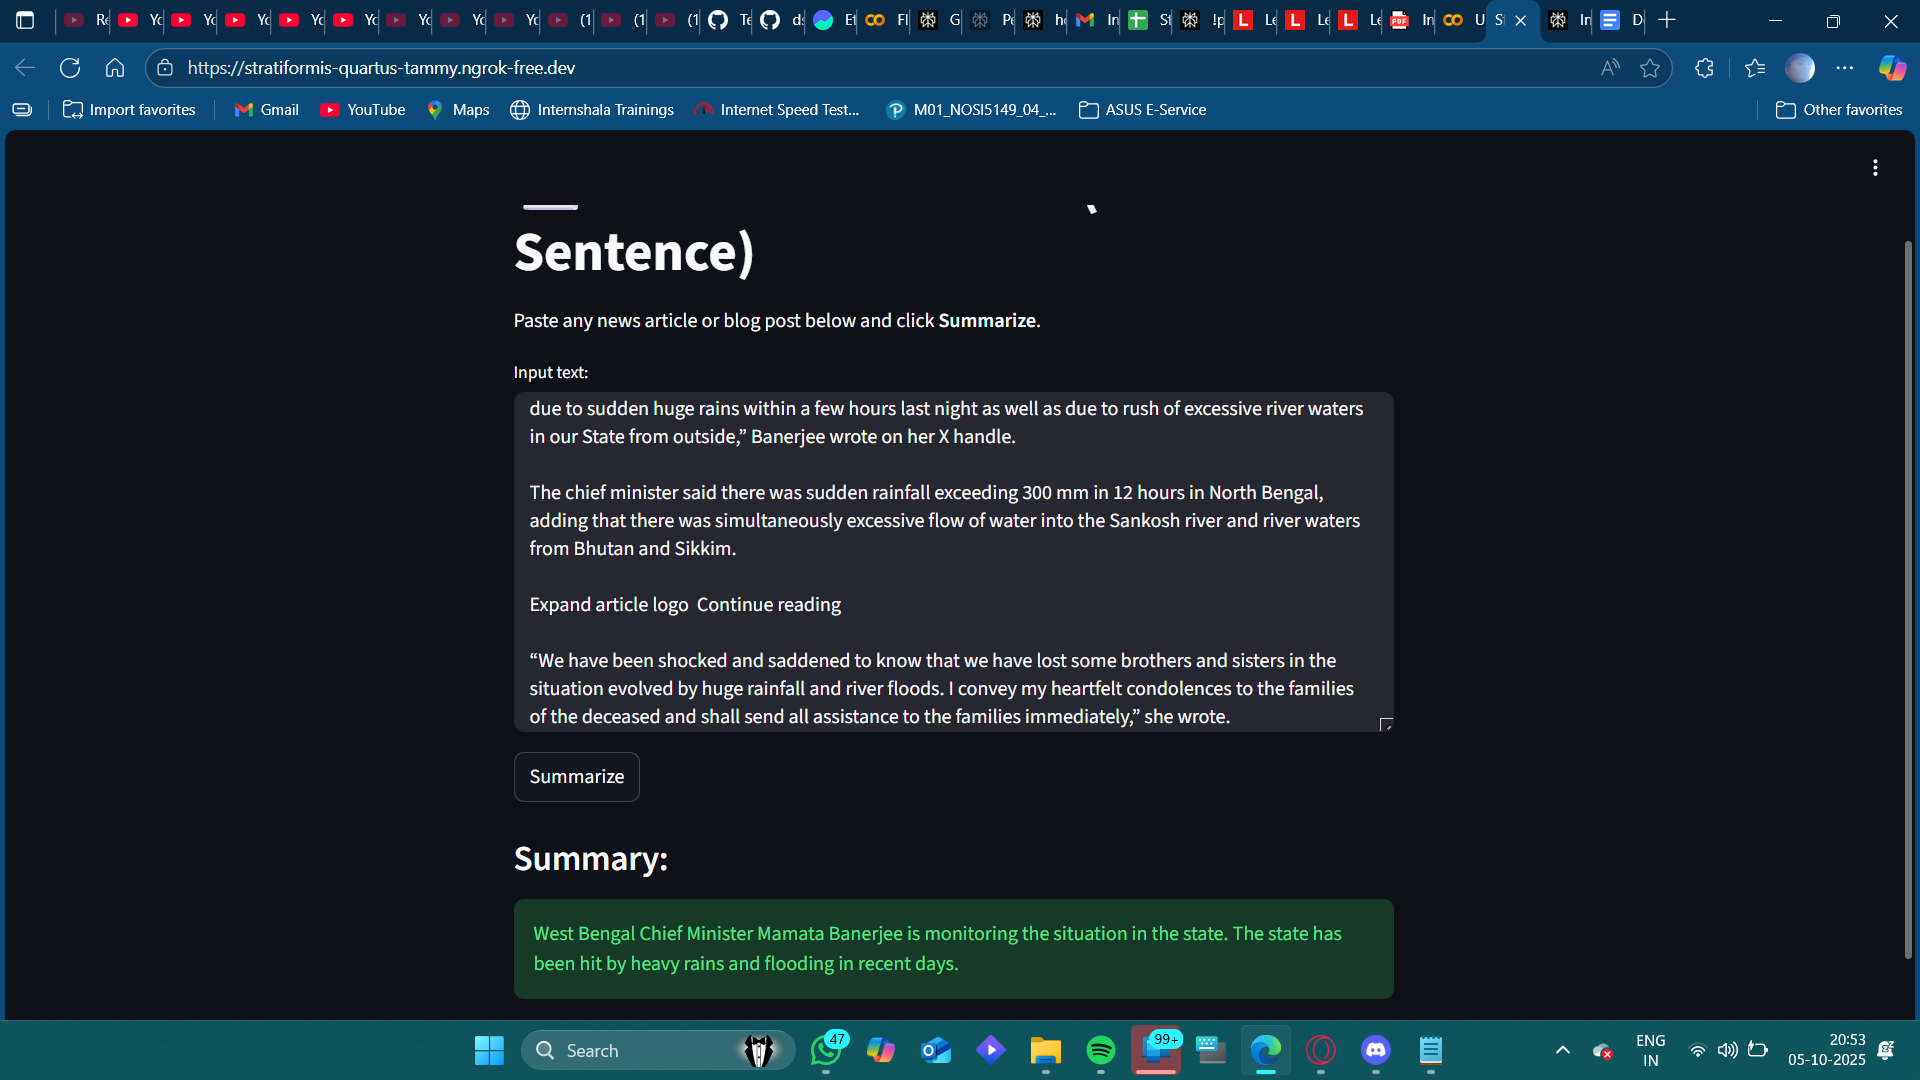 Re
Yo
Yo
Yo
Yo
Yo
Yo
Yo
Yo
(1
(1
(1
Te
ds
Et
Fl
G
Pe
h
In
St
!p
Le
Le
Le
In
U
St
In
D
https://stratiformis-quartus-tammy.ngrok-free.dev
Import favorites
Gmail
YouTube
Maps
Internshala Trainings
Internet Speed Test...
M01_NOSI5149_04_...
ASUS E-Service
Other favorites
Sentence)
Paste any news article or blog post below and click Summarize.
Input text:
due to sudden huge rains within a few hours last night as well as due to rush of excessive river waters
in our State from outside,” Banerjee wrote on her X handle.
The chief minister said there was sudden rainfall exceeding 300 mm in 12 hours in North Bengal,
adding that there was simultaneously excessive flow of water into the Sankosh river and river waters
from Bhutan and Sikkim.
Expand article logo  Continue reading
“We have been shocked and saddened to know that we have lost some brothers and sisters in the
situation evolved by huge rainfall and river floods. I convey my heartfelt condolences to the families
of the deceased and shall send all assistance to the families immediately,” she wrote.
Summarize
Summary:
West Bengal Chief Minister Mamata Banerjee is monitoring the situation in the state. The state has
been hit by heavy rains and flooding in recent days.
Search
47
99+
ENG
IN
20:53
05-10-2025